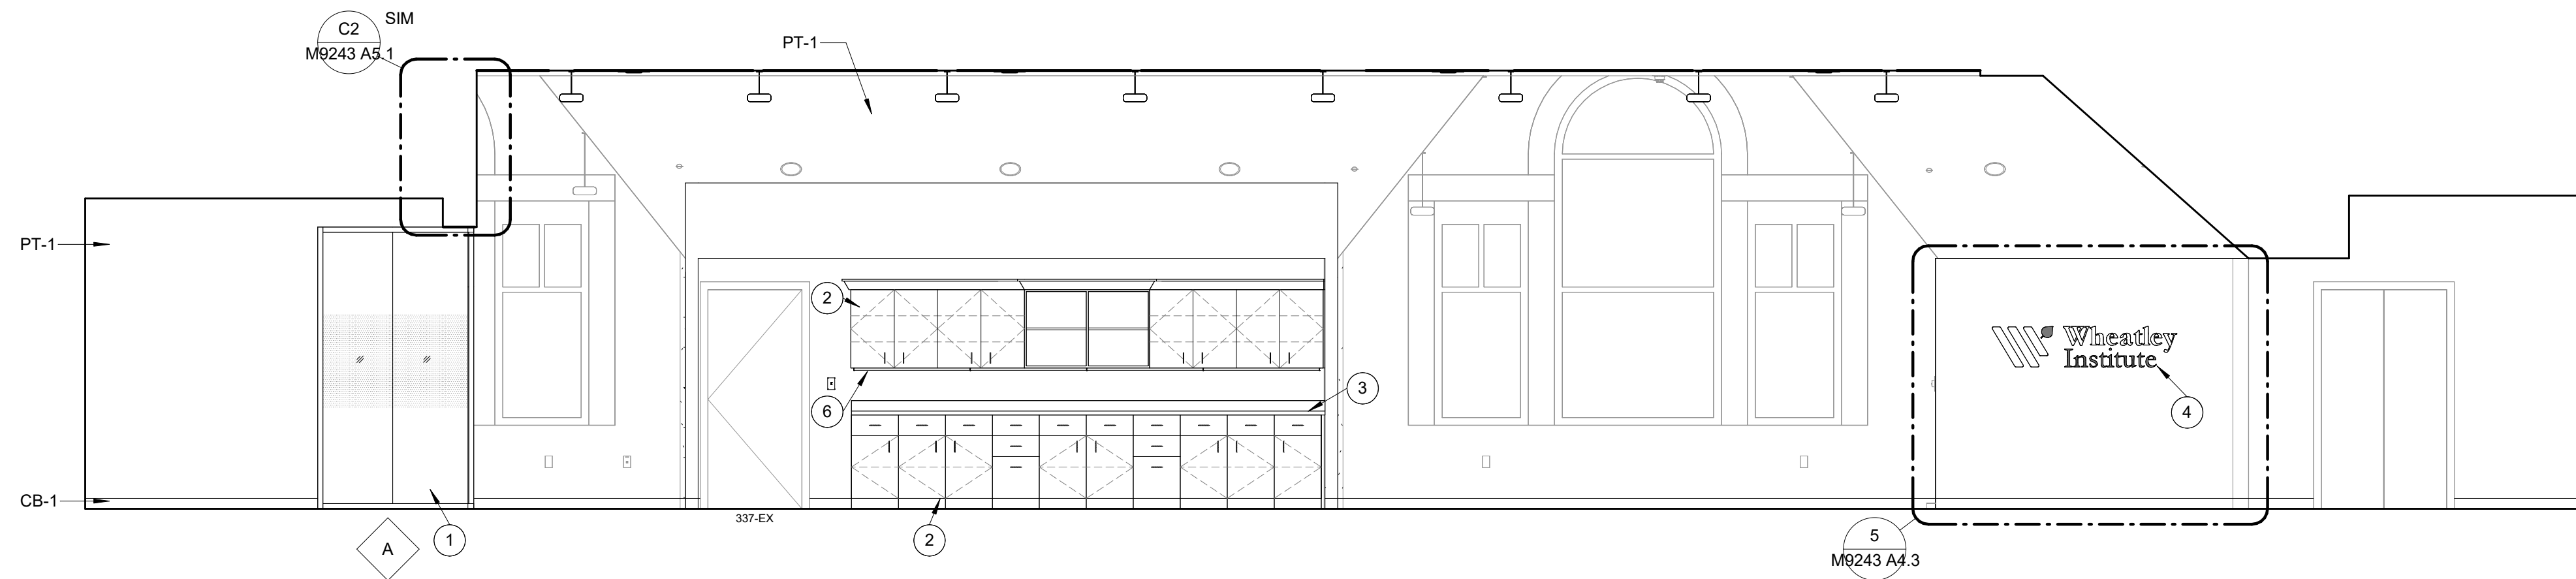 C2
SIM
M9243 A5.1
PT-1
PT-1
2
6
3
Wheatley
Institute
4
CB-1
337-EX
A
1
2
5
M9243 A4.3